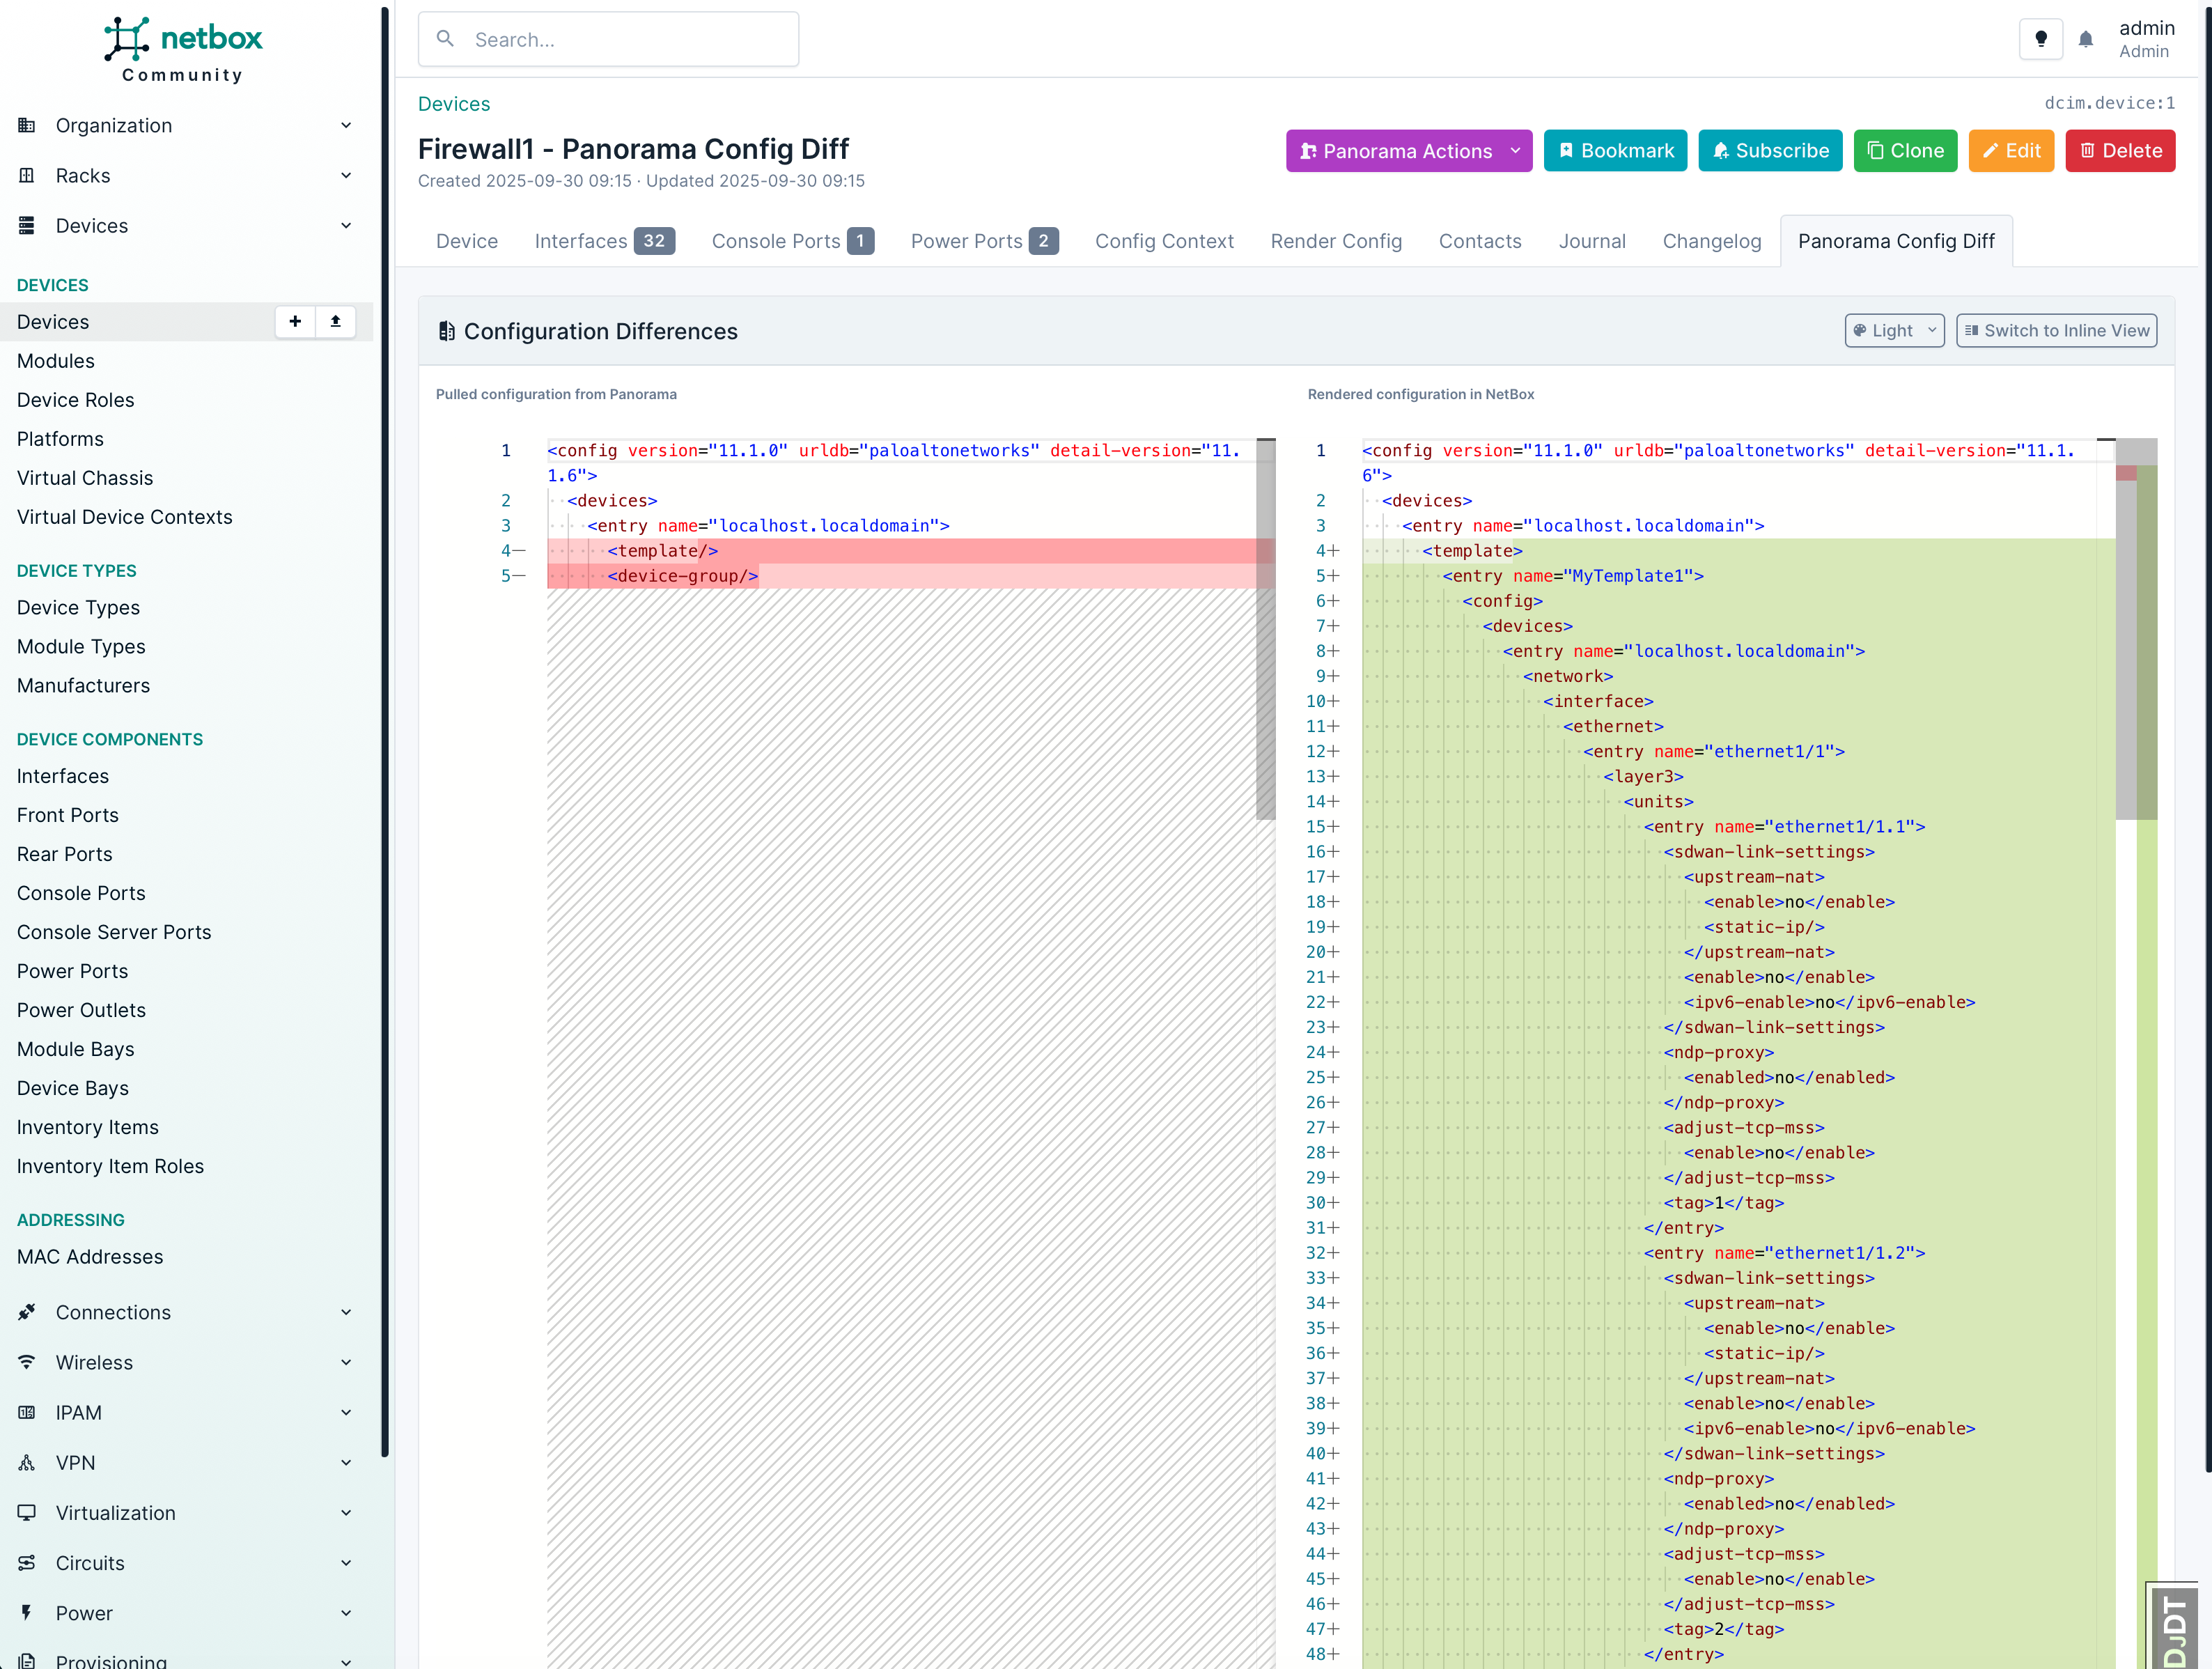 netbox
Community
Search...
admin
Admin
Organization
Racks
Devices
DEVICES
Devices
Modules
Device Roles
Platforms
Virtual Chassis
Virtual Device Contexts
DEVICE TYPES
Device Types
Module Types
Manufacturers
DEVICE COMPONENTS
Interfaces
Front Ports
Rear Ports
Console Ports
Console Server Ports
Power Ports
Power Outlets
Module Bays
Device Bays
Inventory Items
Inventory Item Roles
ADDRESSING
MAC Addresses
Connections
Wireless
IPAM
VPN
Virtualization
Circuits
Power
Provisioning
Devices
dcim.device:1
Firewall1 - Panorama Config Diff
Created 2025-09-30 09:15 · Updated 2025-09-30 09:15
Panorama Actions
Bookmark
Subscribe
Clone
Edit
Delete
Device
Interfaces 32
Console Ports 1
Power Ports 2
Config Context
Render Config
Contacts
Journal
Changelog
Panorama Config Diff
Configuration Differences
Light
Switch to Inline View
Pulled configuration from Panorama
1 <config version="11.1.0" urldb="paloaltonetworks" detail-version="11.
1.6">
2 <devices>
3 <entry name="localhost.localdomain">
4— <template/>
5— <device-group/>
Rendered configuration in NetBox
1 <config version="11.1.0" urldb="paloaltonetworks" detail-version="11.1.
6">
2 <devices>
3 <entry name="localhost.localdomain">
4+ <template>
5+ <entry name="MyTemplate1">
6+ <config>
7+ <devices>
8+ <entry name="localhost.localdomain">
9+ <network>
10+ <interface>
11+ <ethernet>
12+ <entry name="ethernet1/1">
13+ <layer3>
14+ <units>
15+ <entry name="ethernet1/1.1">
16+ <sdwan-link-settings>
17+ <upstream-nat>
18+ <enable>no</enable>
19+ <static-ip/>
20+ </upstream-nat>
21+ <enable>no</enable>
22+ <ipv6-enable>no</ipv6-enable>
23+ </sdwan-link-settings>
24+ <ndp-proxy>
25+ <enabled>no</enabled>
26+ </ndp-proxy>
27+ <adjust-tcp-mss>
28+ <enable>no</enable>
29+ </adjust-tcp-mss>
30+ <tag>1</tag>
31+ </entry>
32+ <entry name="ethernet1/1.2">
33+ <sdwan-link-settings>
34+ <upstream-nat>
35+ <enable>no</enable>
36+ <static-ip/>
37+ </upstream-nat>
38+ <enable>no</enable>
39+ <ipv6-enable>no</ipv6-enable>
40+ </sdwan-link-settings>
41+ <ndp-proxy>
42+ <enabled>no</enabled>
43+ </ndp-proxy>
44+ <adjust-tcp-mss>
45+ <enable>no</enable>
46+ </adjust-tcp-mss>
47+ <tag>2</tag>
48+ </entry>
DJDT